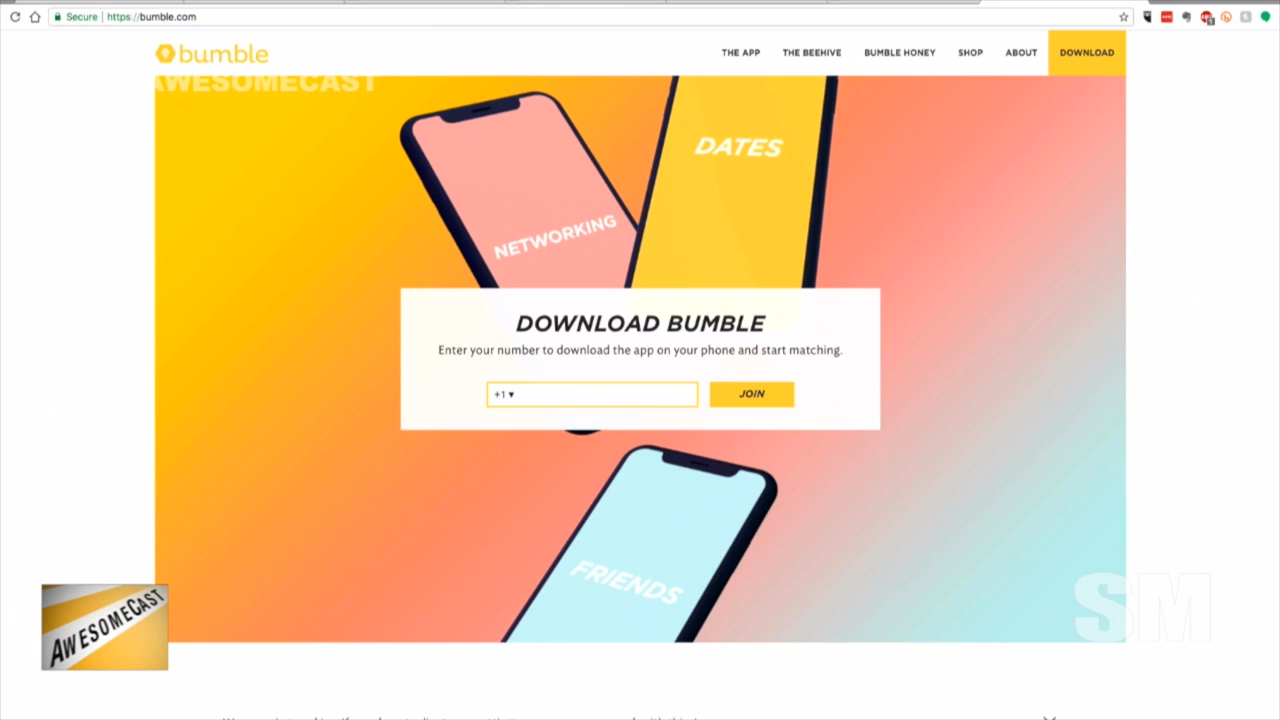 Secure | https://bumble.com
bumble
THE APP THE BEEHIVE BUMBLE HONEY SHOP ABOUT DOWNLOAD
AWESOMECAST
DATES
NETWORKING
DOWNLOAD BUMBLE
Enter your number to download the app on your phone and start matching.
+1 ▾ JOIN
FRIENDS
AWESOMECAST
SM